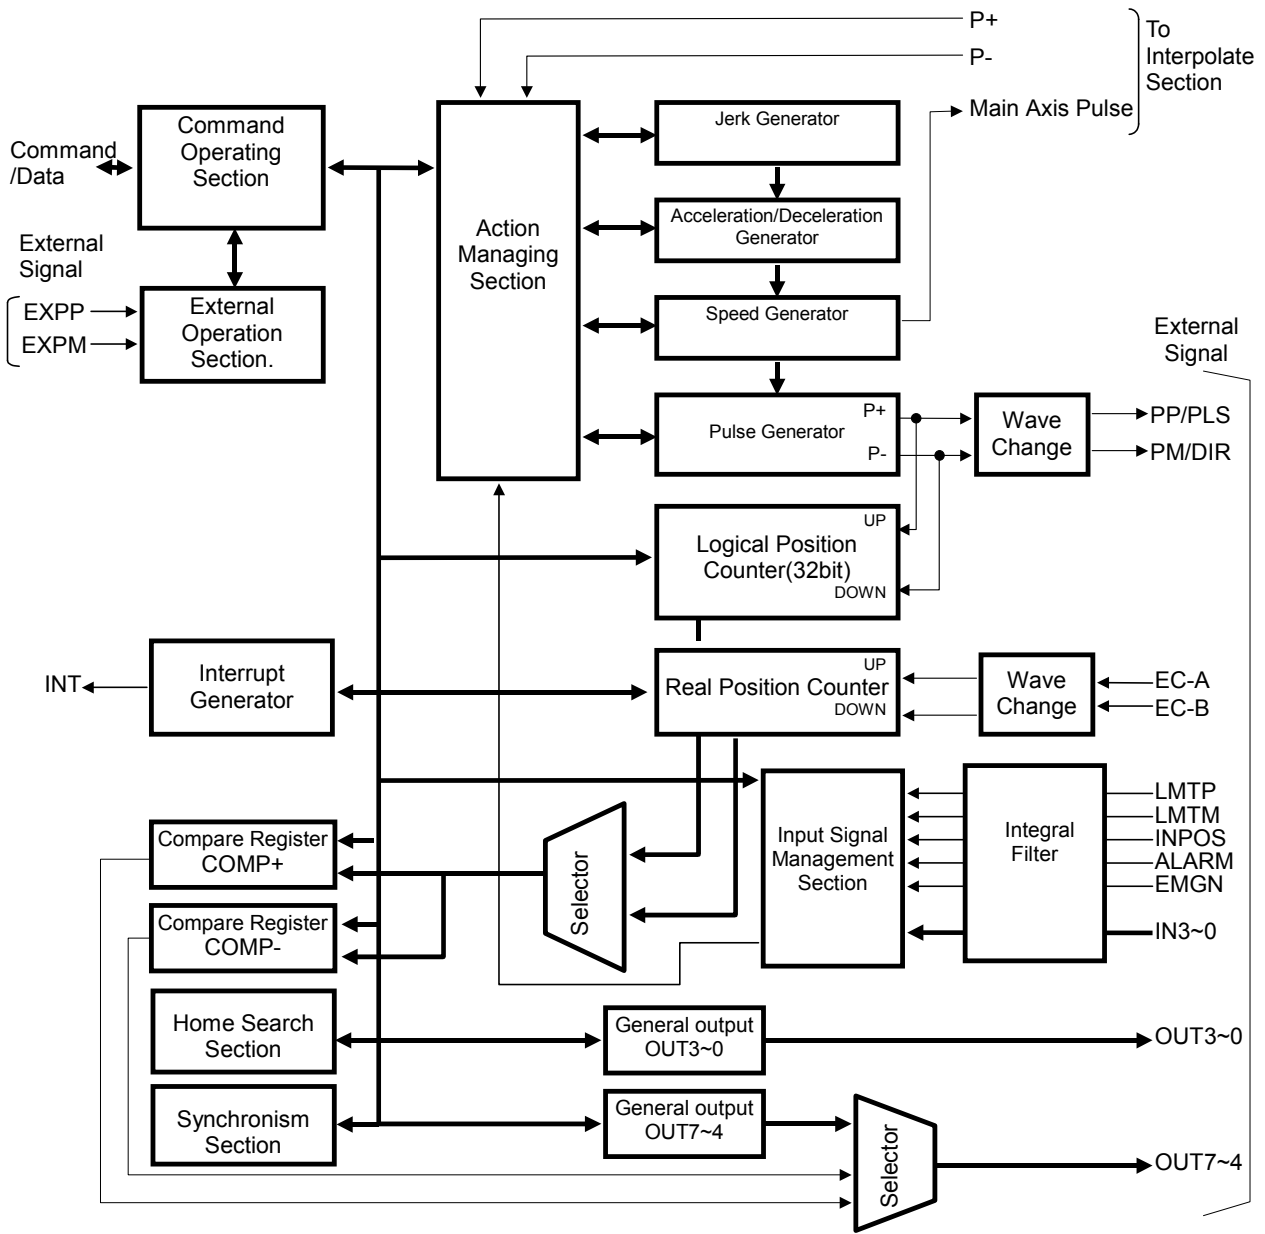 P+
P-
To
Interpolate
Section
Main Axis Pulse
Command
/Data
Command
Operating
Section
External
Signal
EXPP
EXPM
External
Operation
Section.
Action
Managing
Section
Jerk Generator
Acceleration/Deceleration
Generator
Speed Generator
Pulse Generator
P+
P-
Wave
Change
External
Signal
PP/PLS
PM/DIR
UP
Logical Position
Counter(32bit)
DOWN
INT
Interrupt
Generator
UP
Real Position Counter
DOWN
Wave
Change
EC-A
EC-B
Compare Register
COMP+
Compare Register
COMP-
Selector
Input Signal
Management
Section
Integral
Filter
LMTP
LMTM
INPOS
ALARM
EMGN
IN3~0
Home Search
Section
General output
OUT3~0
OUT3~0
Synchronism
Section
General output
OUT7~4
Selector
OUT7~4